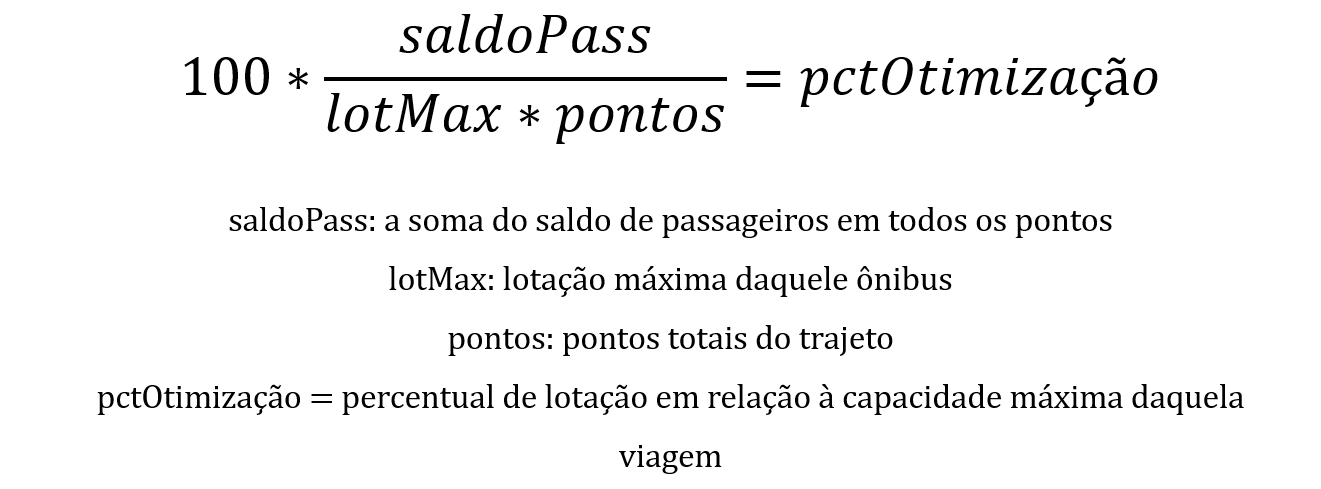 100 * saldoPass / lotMax * pontos = pctOtimização
saldoPass: a soma do saldo de passageiros em todos os pontos
lotMax: lotação máxima daquele ônibus
pontos: pontos totais do trajeto
pctOtimização = percentual de lotação em relação à capacidade máxima daquela
viagem